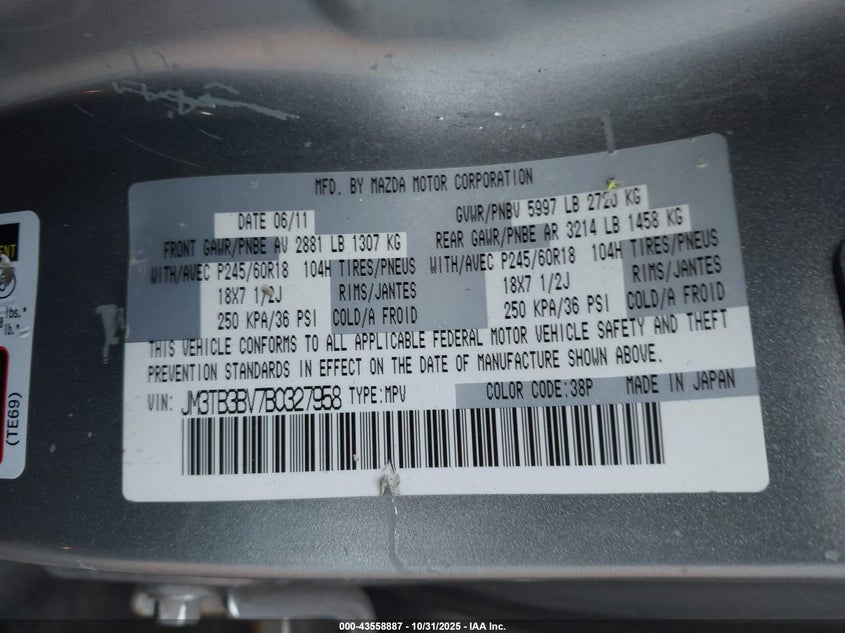 MFD. BY MAZDA MOTOR CORPORATION
DATE 06/11
GVWR/PNBV 5997 LB 2720 KG
FRONT GAWR/PNBE AV 2881 LB 1307 KG
REAR GAWR/PNBE AR 3214 LB 1458 KG
WITH/AVEC P245/60R18 104H TIRES/PNEUS
WITH/AVEC P245/60R18 104H TIRES/PNEUS
18X7 1/2J RIMS/JANTES
18X7 1/2J RIMS/JANTES
250 KPA/36 PSI COLD/A FROID
250 KPA/36 PSI COLD/A FROID
THIS VEHICLE CONFORMS TO ALL APPLICABLE FEDERAL MOTOR VEHICLE SAFETY AND THEFT
PREVENTION STANDARDS IN EFFECT ON THE DATE OF MANUFACTURE SHOWN ABOVE.
VIN: JM3TB3BV7B0327958 TYPE:MPV
COLOR CODE:38P MADE IN JAPAN
lbs.*
lb.*
(TE69)
000-43558887 - 10/31/2025 - IAA Inc.